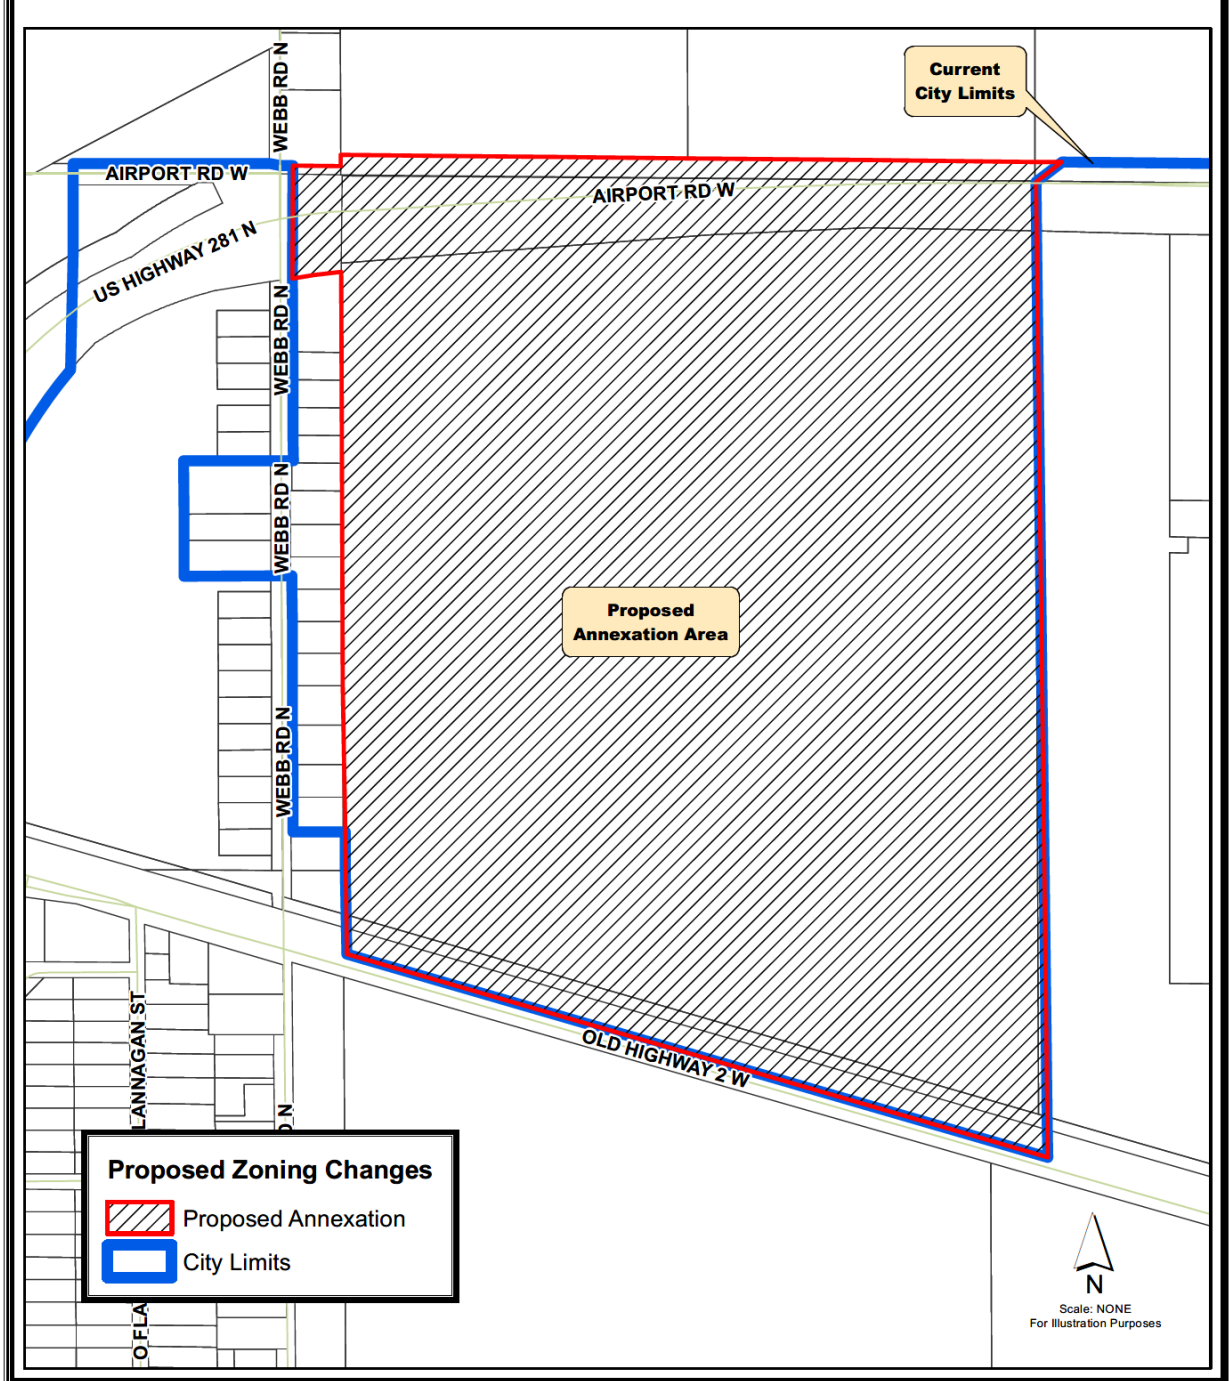 WEBB RD N
Current
City Limits
AIRPORT RD W
AIRPORT RD W
US HIGHWAY 281 N
WEBB RD N
WEBB RD N
Proposed
Annexation Area
WEBB RD N
OLD HIGHWAY 2 W
LANNAGAN ST
D N
O FLA
Proposed Zoning Changes
Proposed Annexation
City Limits
N
Scale: NONE
For Illustration Purposes